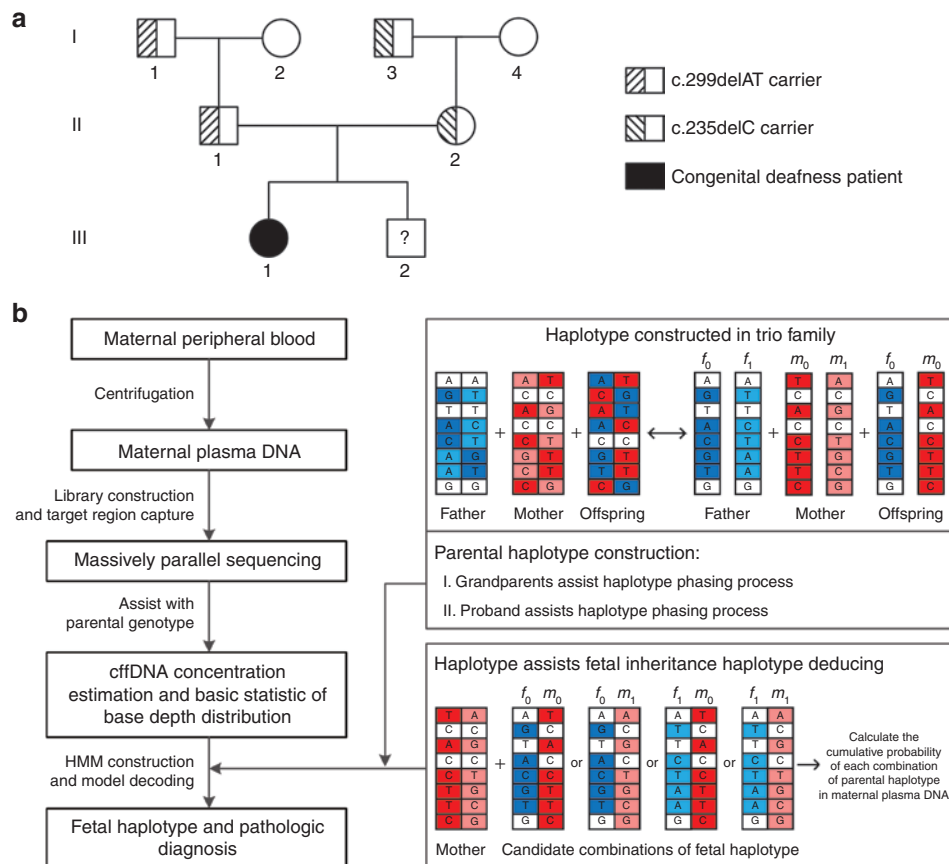 a
I
1
2
3
4
II
1
2
III
?
1
2
c.299delAT carrier
c.235delC carrier
Congenital deafness patient
b
Maternal peripheral blood
Centrifugation
Maternal plasma DNA
Library construction
and target region capture
Massively parallel sequencing
Assist with
parental genotype
cffDNA concentration
estimation and basic statistic of
base depth distribution
HMM construction
and model decoding
Fetal haplotype and pathologic
diagnosis
Haplotype constructed in trio family
f0 f1 m0 m1 f0 m0
A A A T A T A A T A A T
G T C C C G G T C C G C
T T + A G + A T T T + A G + T A
A C C C A C A C C C A C
C T C T C C C T C T C C
A G G T G T G A T G G T
A T C T T T T A T C T T
G G C G C G G G C G G C
Father Mother Offspring Father Mother Offspring
Parental haplotype construction:
I. Grandparents assist haplotype phasing process
II. Proband assists haplotype phasing process
Haplotype assists fetal inheritance haplotype deducing
f0 m0 f0 m1 f1 m0 f1 m1
T A A T A A A T A A
C C G C G C T C T C
A G T A T G T A T G
C C + A C or A C or C C or C C
C T C C C T T C T T
T G G T G G A T A G
T C T T T C A T A C
C G G C G G G C G G
Mother Candidate combinations of fetal haplotype
Calculate the
cumulative probability
of each combination
of parental haplotype
in maternal plasma DNA